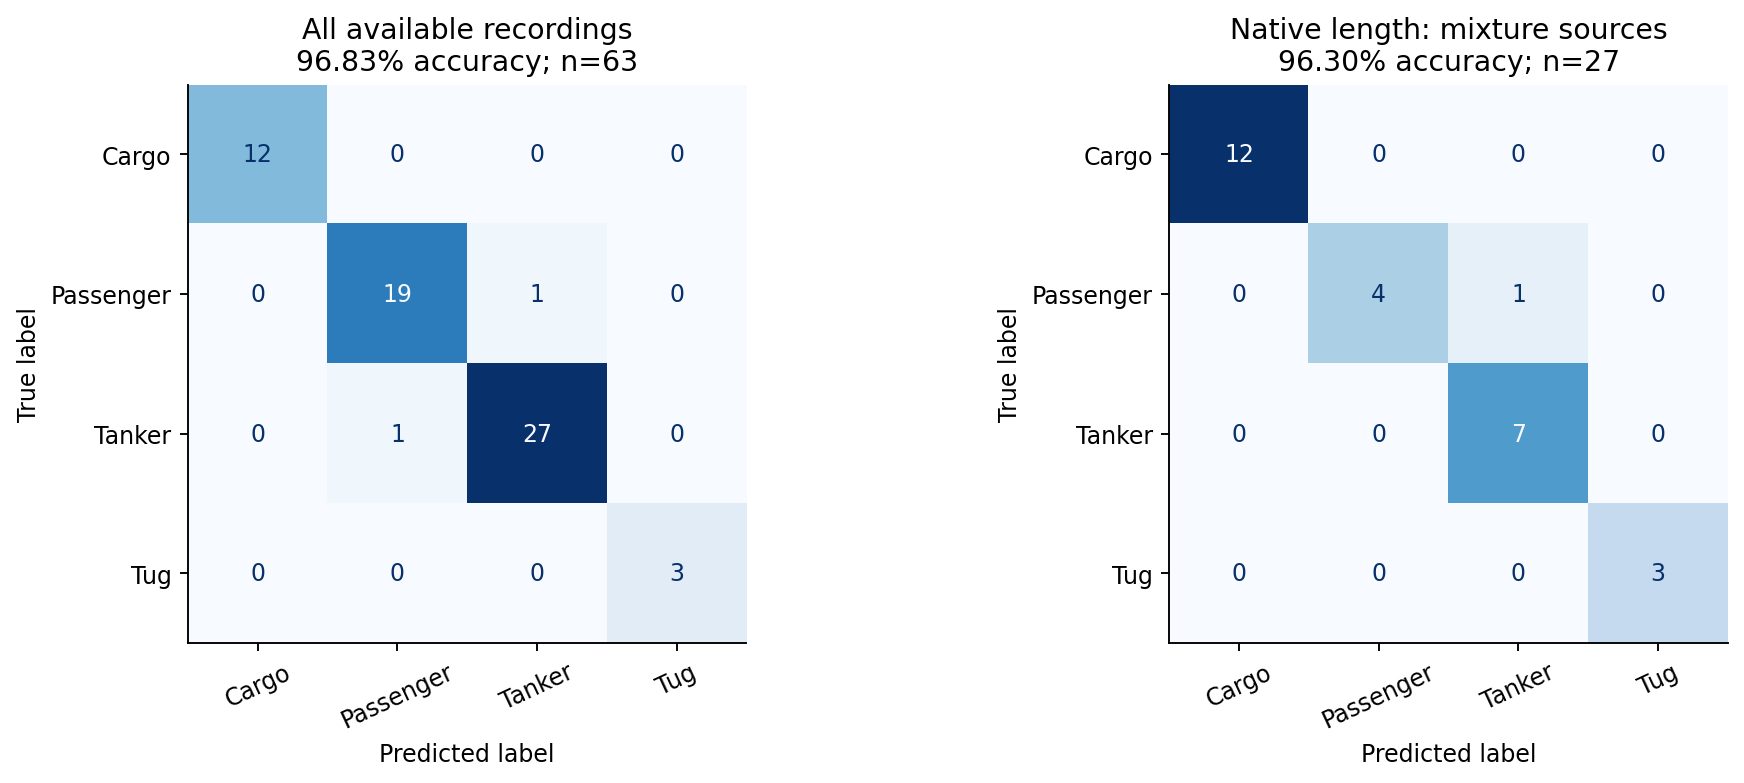 All available recordings
96.83% accuracy; n=63
True label
Cargo 12 0 0 0
Passenger 0 19 1 0
Tanker 0 1 27 0
Tug 0 0 0 3
Cargo Passenger Tanker Tug
Predicted label
Native length: mixture sources
96.30% accuracy; n=27
True label
Cargo 12 0 0 0
Passenger 0 4 1 0
Tanker 0 0 7 0
Tug 0 0 0 3
Cargo Passenger Tanker Tug
Predicted label